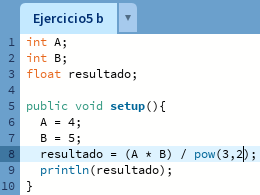 Ejercicio5 b
1 int A;
2 int B;
3 float resultado;
4
5 public void setup(){
6 A = 4;
7 B = 5;
8 resultado = (A * B) / pow(3,2);
9 println(resultado);
10 }